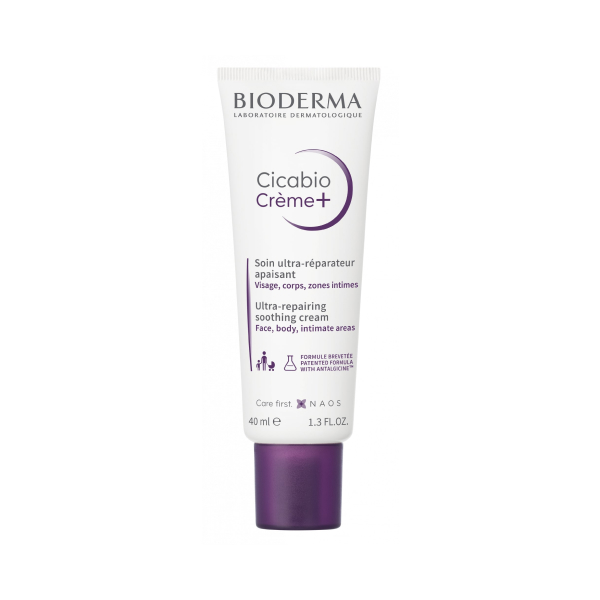 BIODERMA
LABORATOIRE DERMATOLOGIQUE
Cicabio
Crème+
Soin ultra-réparateur
apaisant
Visage, corps, zones intimes
Ultra-repairing
soothing cream
Face, body, intimate areas
FORMULE BREVETÉE
PATENTED FORMULA
WITH ANTALGICINE™
Care first. NAOS
40 ml ℮ 1.3 FL.OZ.